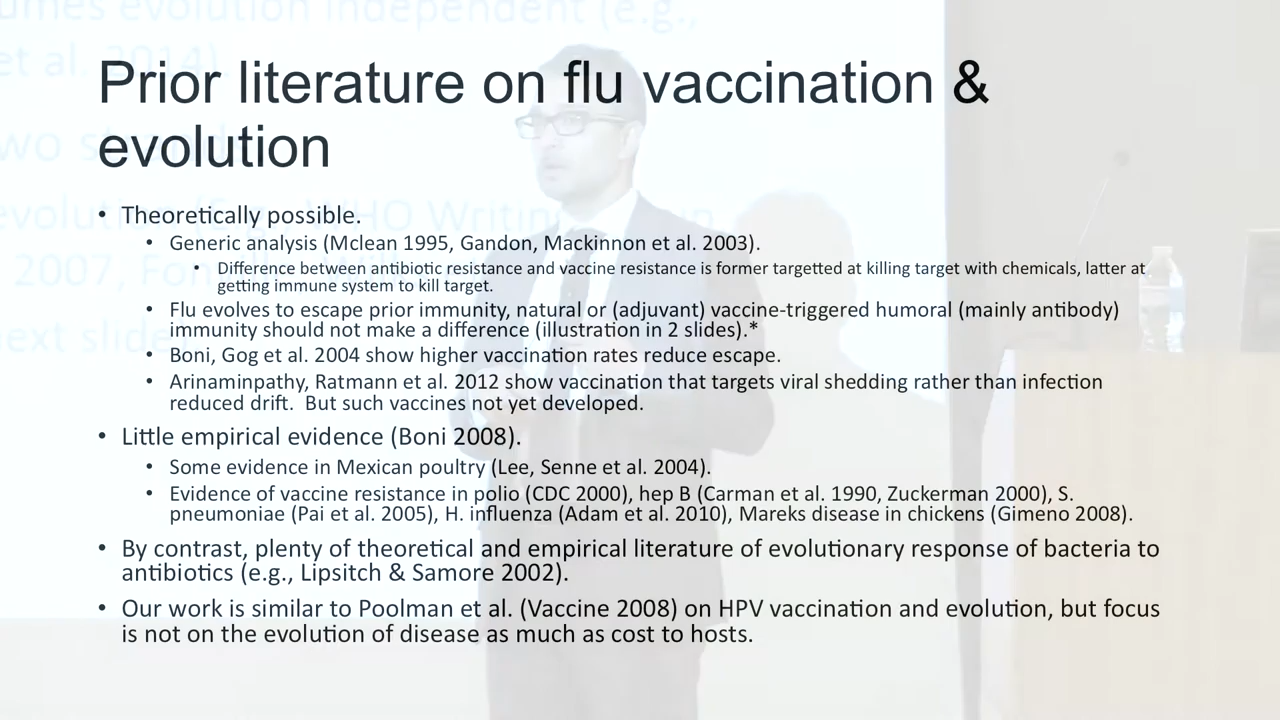 umes evolution independent (e.g.,
et al. 2014).
Prior literature on flu vaccination &
evolution
• Theoretically possible.
• Generic analysis (Mclean 1995, Gandon, Mackinnon et al. 2003).
• Difference between antibiotic resistance and vaccine resistance is former targetted at killing target with chemicals, latter at
getting immune system to kill target.
• Flu evolves to escape prior immunity, natural or (adjuvant) vaccine-triggered humoral (mainly antibody)
immunity should not make a difference (illustration in 2 slides).*
• Boni, Gog et al. 2004 show higher vaccination rates reduce escape.
• Arinaminpathy, Ratmann et al. 2012 show vaccination that targets viral shedding rather than infection
reduced drift. But such vaccines not yet developed.
• Little empirical evidence (Boni 2008).
• Some evidence in Mexican poultry (Lee, Senne et al. 2004).
• Evidence of vaccine resistance in polio (CDC 2000), hep B (Carman et al. 1990, Zuckerman 2000), S.
pneumoniae (Pai et al. 2005), H. influenza (Adam et al. 2010), Mareks disease in chickens (Gimeno 2008).
• By contrast, plenty of theoretical and empirical literature of evolutionary response of bacteria to
antibiotics (e.g., Lipsitch & Samore 2002).
• Our work is similar to Poolman et al. (Vaccine 2008) on HPV vaccination and evolution, but focus
is not on the evolution of disease as much as cost to hosts.